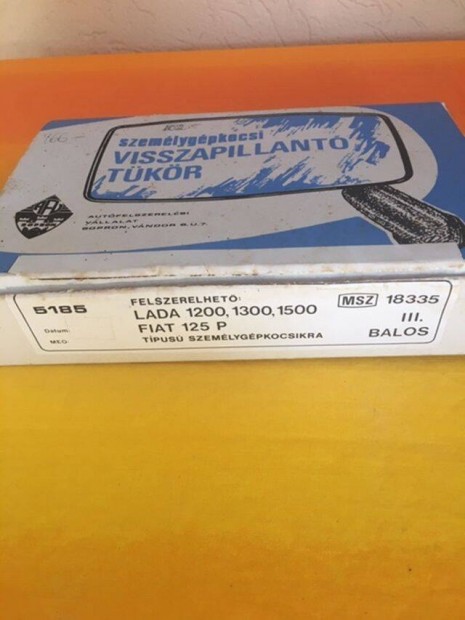 166-
személygépkocsi
VISSZAPILLANTÓ
TÜKÖR
AUTÓFELSZERELÉSI
VÁLLALAT
SOPRON, VÁNDOR S.U.7.
5185
Datum:
MEO:
FELSZERELHETŐ:
LADA 1200, 1300, 1500
FIAT 125 P
TÍPUSÚ SZEMÉLYGÉPKOCSIKRA
MSZ 18335
III.
BALOS